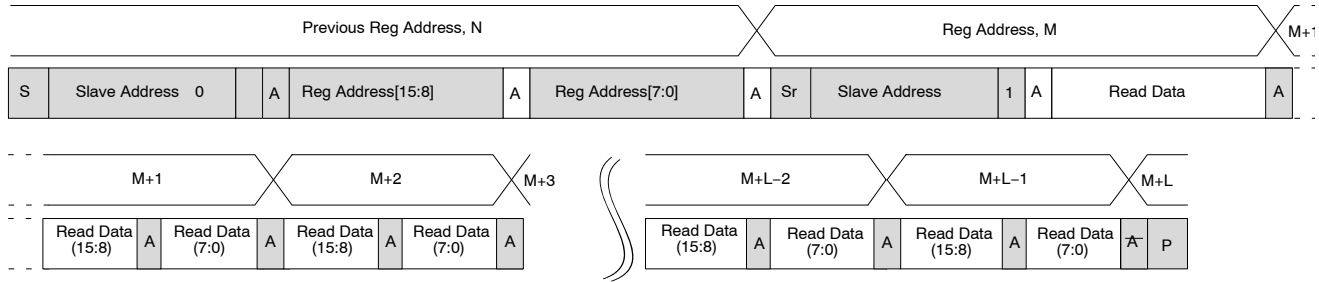 Previous Reg Address, N Reg Address, M M+1
S Slave Address 0 A Reg Address[15:8] A Reg Address[7:0] A Sr Slave Address 1 A Read Data A
M+1 M+2 M+3 M+L−2 M+L−1 M+L
Read Data (15:8) A Read Data (7:0) A Read Data (15:8) A Read Data (7:0) A Read Data (15:8) A Read Data (7:0) A Read Data (15:8) A Read Data (7:0) A P